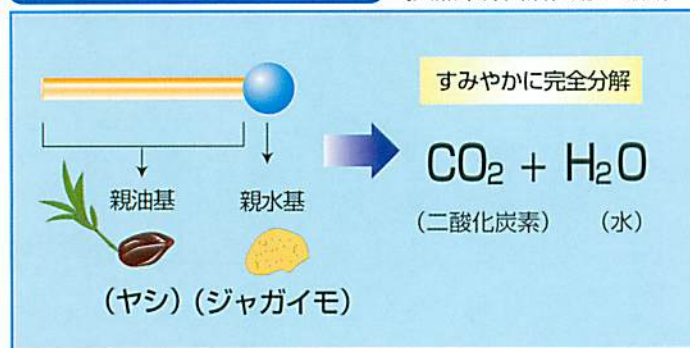 すみやかに完全分解
CO2 + H2O
(二酸化炭素) (水)
親油基 親水基
(ヤシ) (ジャガイモ)